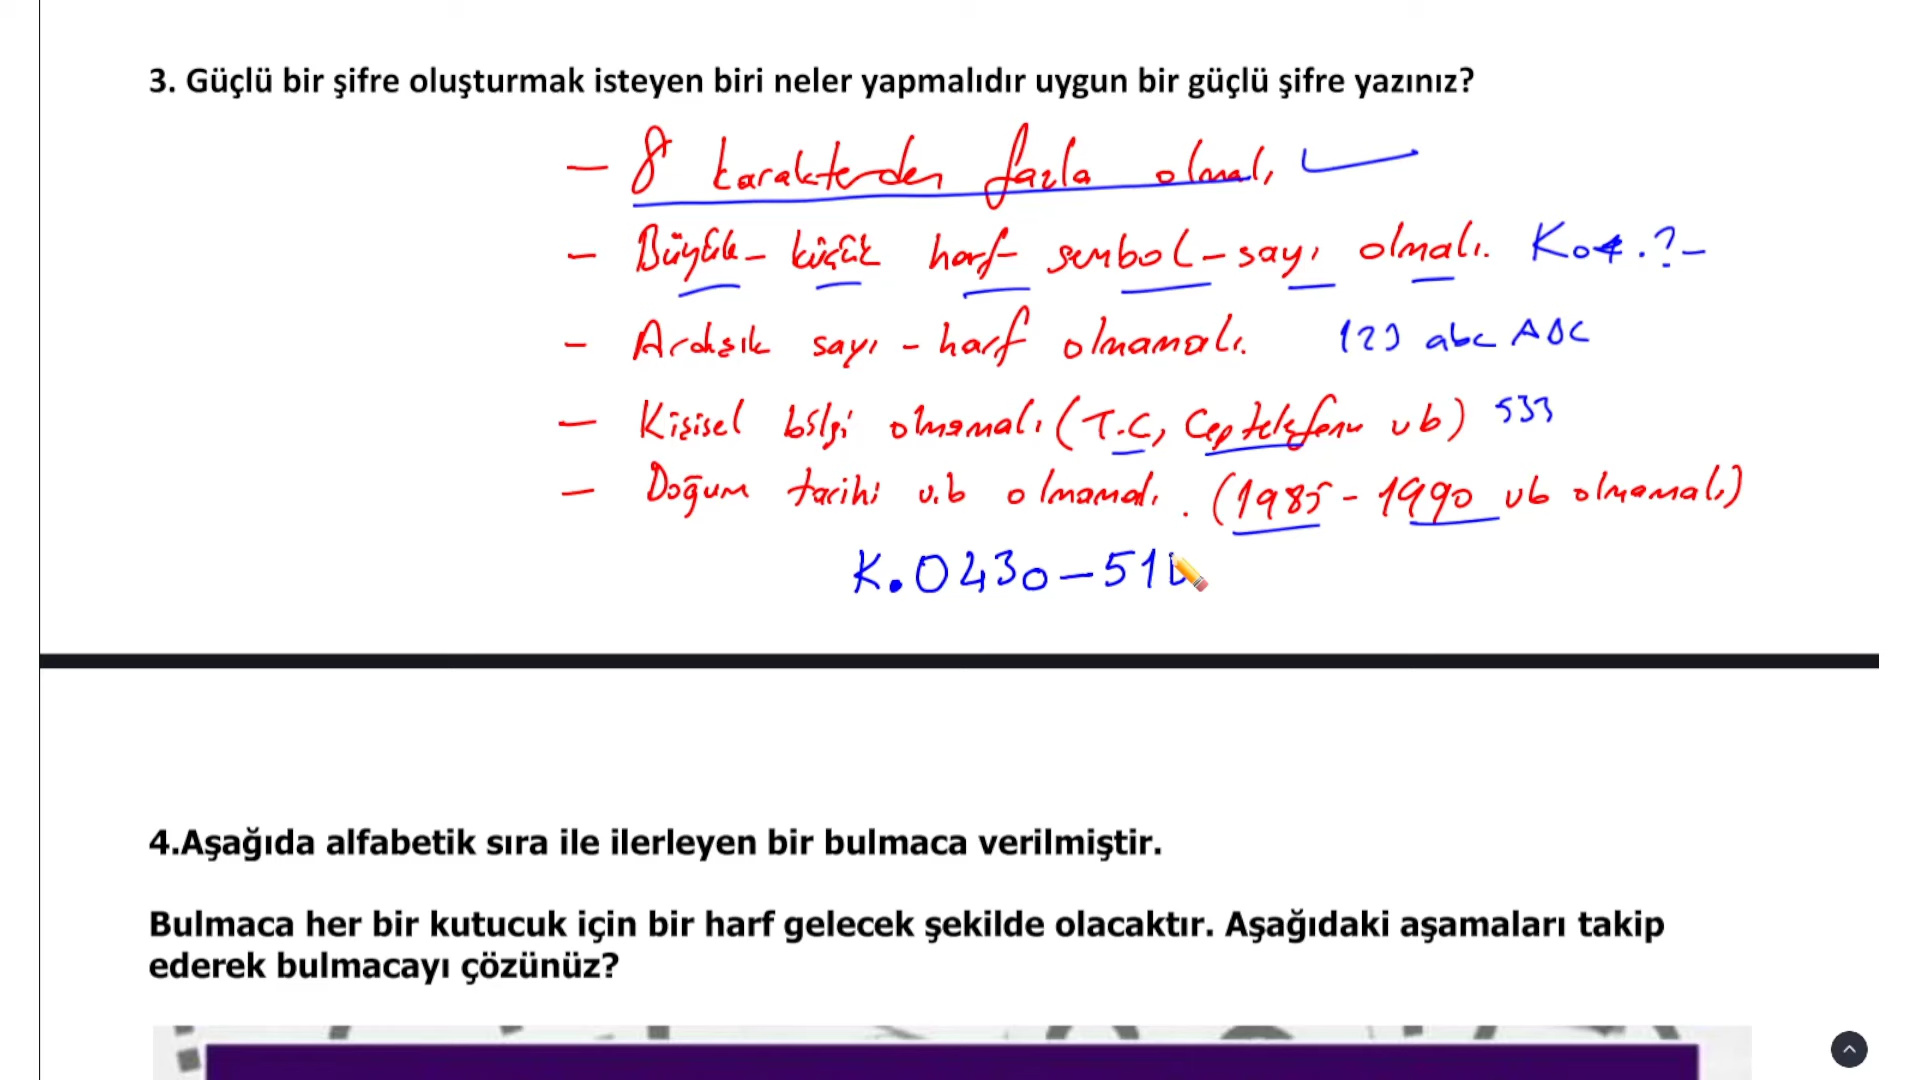 3. Güçlü bir şifre oluşturmak isteyen biri neler yapmalıdır uygun bir güçlü şifre yazınız?
- 8 karakterden fazla olmalı
- Büyük - küçük harf sembol - sayı olmalı. Ko4.?-
- Ardışık sayı - harf olmamalı. 123 abc ABC
- Kişisel bilgi olmamalı (T.C, Cep telefonu vb) 533
- Doğum tarihi v.b olmamalı. (1985 - 1990 vb olmamalı)
K.0430-51
4.Aşağıda alfabetik sıra ile ilerleyen bir bulmaca verilmiştir.
Bulmaca her bir kutucuk için bir harf gelecek şekilde olacaktır. Aşağıdaki aşamaları takip
ederek bulmacayı çözünüz?